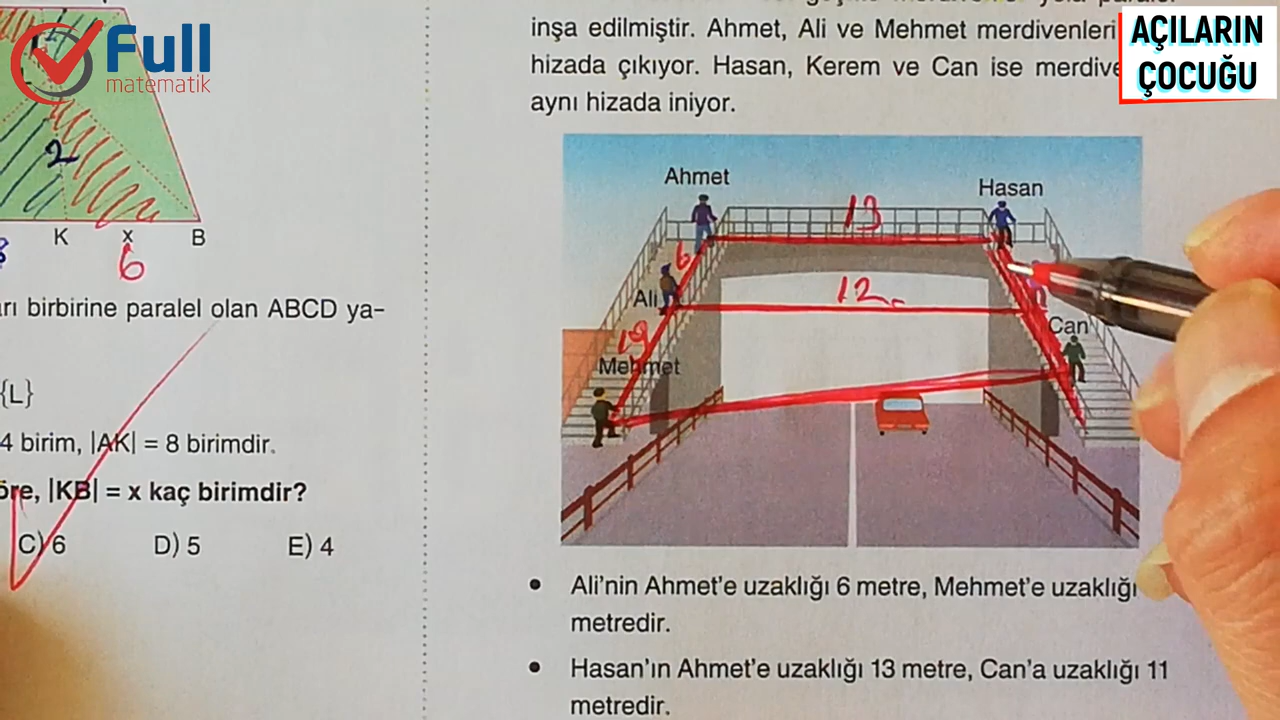 Full
matematik
AÇILARIN
ÇOCUĞU
2
K
x
B
6
birbirine paralel olan ABCD ya-
{L}
4 birim, |AK| = 8 birimdir.
|KB| = x kaç birimdir?
C) 6 D) 5 E) 4
inşa edilmiştir. Ahmet, Ali ve Mehmet merdivenleri
hizada çıkıyor. Hasan, Kerem ve Can ise
aynı hizada iniyor.
Ahmet
Hasan
13
6
Ali
12
Can
19
Mehmet
• Ali'nin Ahmet'e uzaklığı 6 metre, Mehmet'e uzaklığı
metredir.
• Hasan'ın Ahmet'e uzaklığı 13 metre, Can'a uzaklığı 11
metredir.